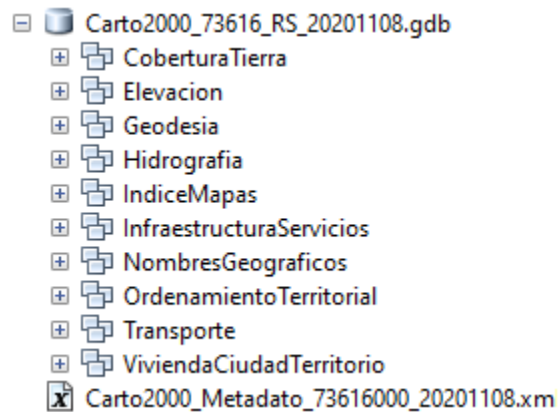 Carto2000_73616_RS_20201108.gdb
CoberturaTierra
Elevacion
Geodesia
Hidrografia
IndiceMapas
InfraestructuraServicios
NombresGeograficos
OrdenamientoTerritorial
Transporte
ViviendaCiudadTerritorio
Carto2000_Metadato_73616000_20201108.xm